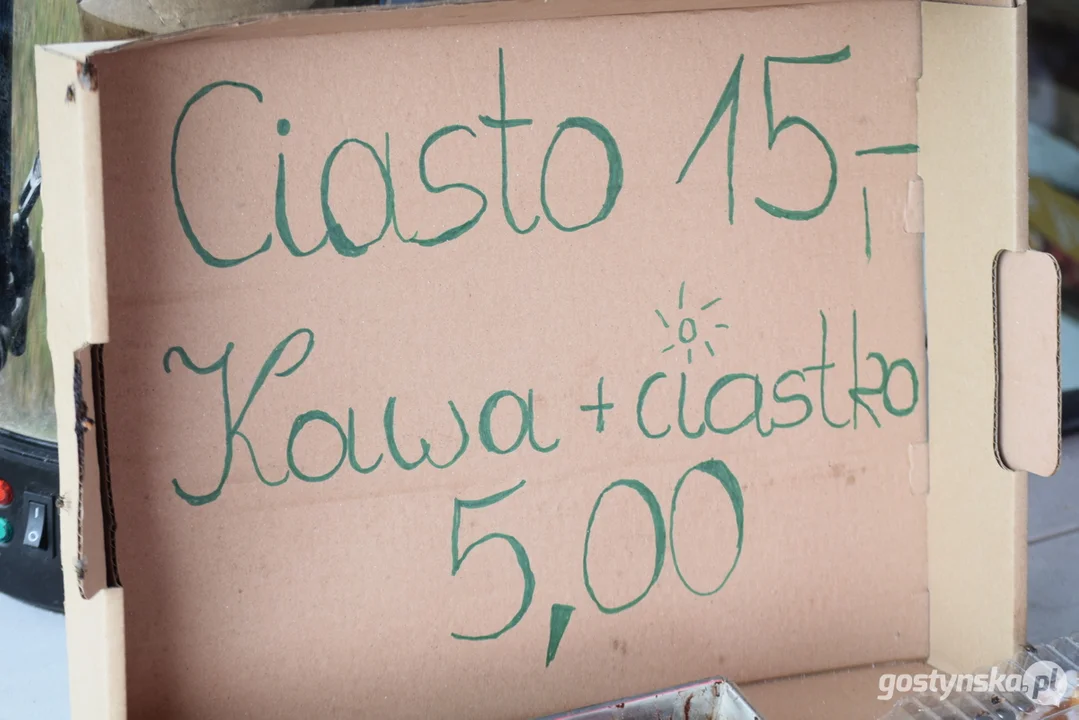 Ciasto 15,-
Kawa + ciastko
5,00
gostynska.pl